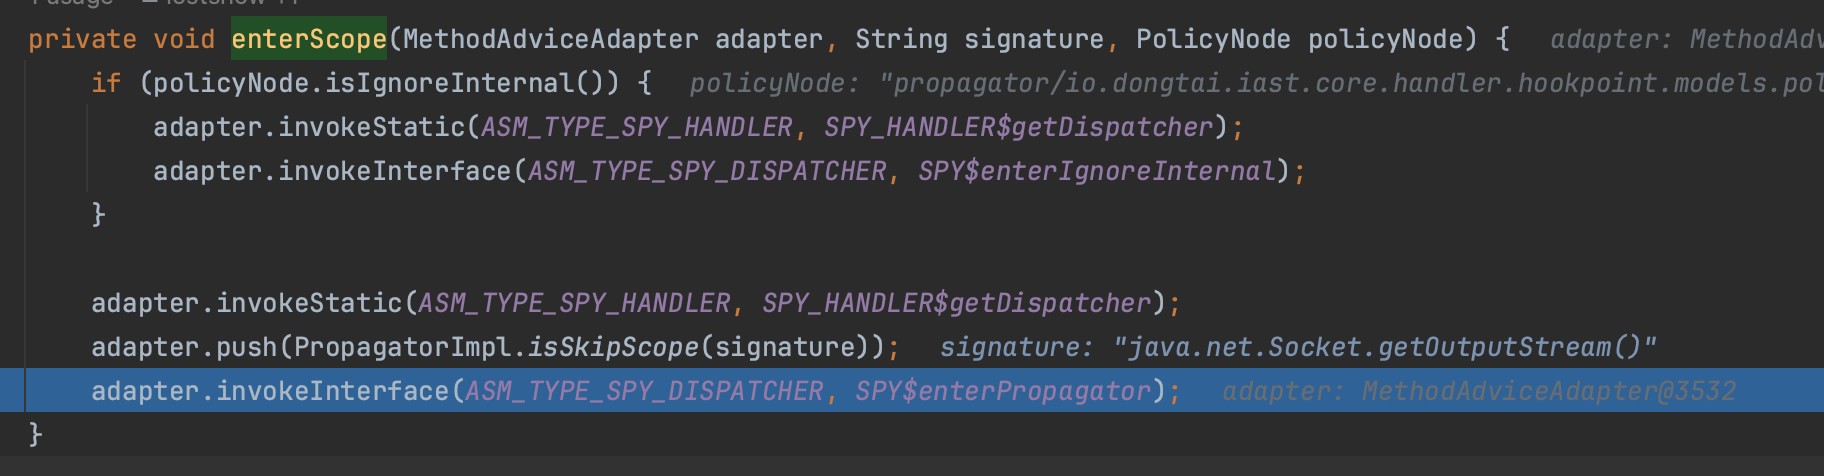 private void enterScope(MethodAdviceAdapter adapter, String signature, PolicyNode policyNode) {   adapter: MethodAdv
    if (policyNode.isIgnoreInternal()) {   policyNode: "propagator/io.dongtai.iast.core.handler.hookpoint.models.pol
        adapter.invokeStatic(ASM_TYPE_SPY_HANDLER, SPY_HANDLER$getDispatcher);
        adapter.invokeInterface(ASM_TYPE_SPY_DISPATCHER, SPY$enterIgnoreInternal);
    }
    adapter.invokeStatic(ASM_TYPE_SPY_HANDLER, SPY_HANDLER$getDispatcher);
    adapter.push(PropagatorImpl.isSkipScope(signature));   signature: "java.net.Socket.getOutputStream()"
    adapter.invokeInterface(ASM_TYPE_SPY_DISPATCHER, SPY$enterPropagator);   adapter: MethodAdviceAdapter@3532
}